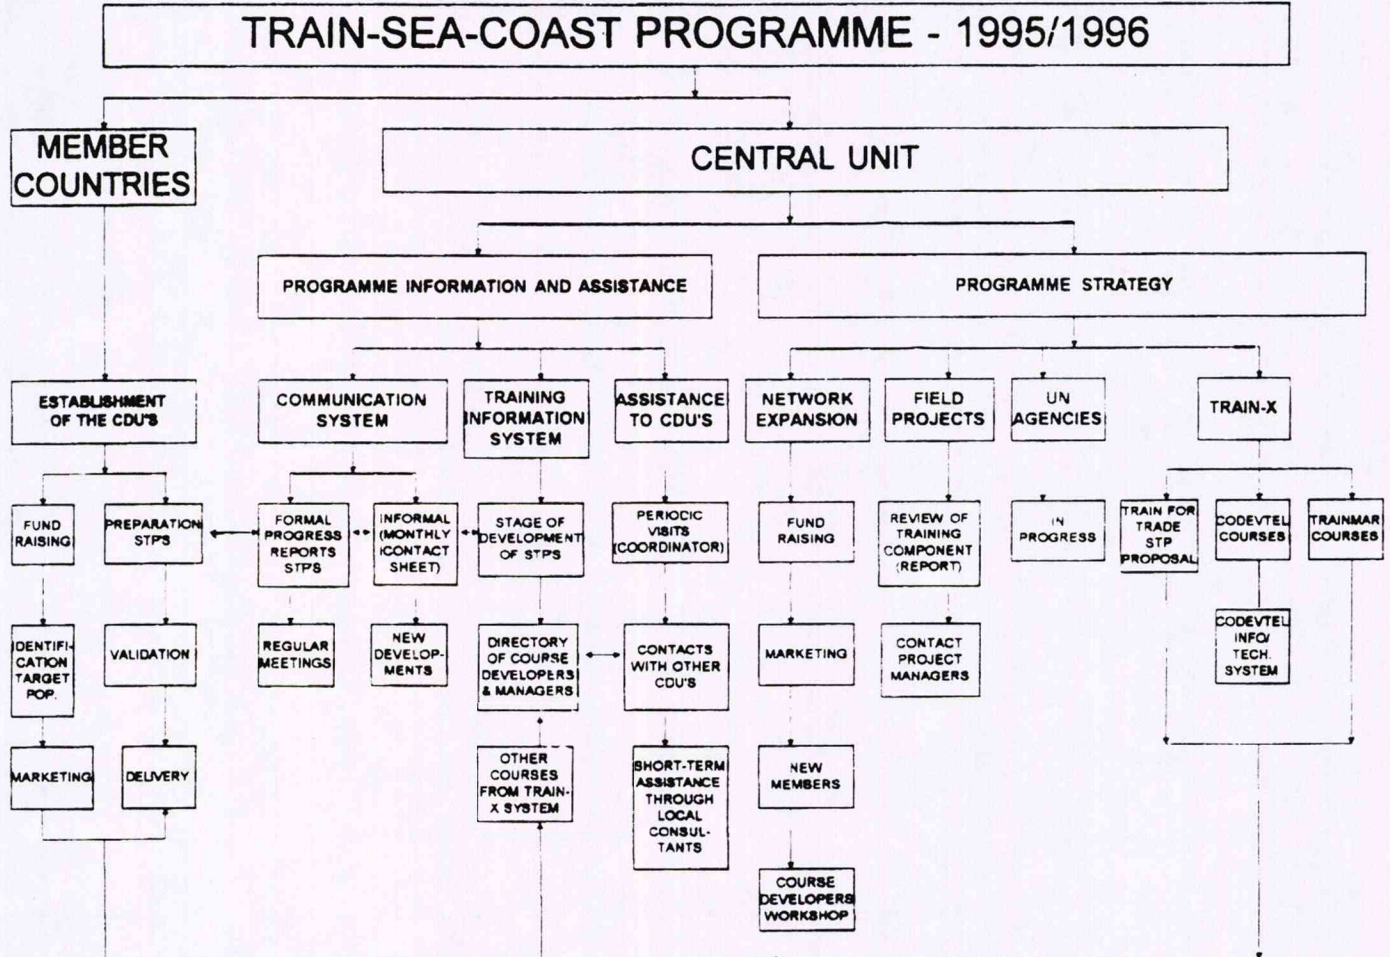 TRAIN-SEA-COAST PROGRAMME - 1995/1996
MEMBER
COUNTRIES
CENTRAL UNIT
PROGRAMME INFORMATION AND ASSISTANCE
PROGRAMME STRATEGY
ESTABLISHMENT
OF THE CDU'S
COMMUNICATION
SYSTEM
TRAINING
INFORMATION
SYSTEM
ASSISTANCE
TO CDU'S
NETWORK
EXPANSION
FIELD
PROJECTS
UN
AGENCIES
TRAIN-X
FUND
RAISING
PREPARATION
STP'S
FORMAL
PROGRESS
REPORTS
STP'S
INFORMAL
(MONTHLY
CONTACT
SHEET)
STAGE OF
DEVELOPMENT
OF STP'S
PERIODIC
VISITS
(COORDINATOR)
FUND
RAISING
REVIEW OF
TRAINING
COMPONENT
(REPORT)
IN
PROGRESS
TRAIN FOR
TRADE
STP
PROPOSAL
CODEVTEL
COURSES
TRAINMAR
COURSES
IDENTIFI-
CATION
TARGET
POP.
VALIDATION
REGULAR
MEETINGS
NEW
DEVELOP-
MENTS
DIRECTORY
OF COURSE
DEVELOPERS
& MANAGERS
CONTACTS
WITH OTHER
CDU'S
MARKETING
CONTACT
PROJECT
MANAGERS
CODEVTEL
INFO/
TECH.
SYSTEM
MARKETING
DELIVERY
OTHER
COURSES
FROM TRAIN-
X SYSTEM
SHORT-TERM
ASSISTANCE
THROUGH
LOCAL
CONSUL-
TANTS
NEW
MEMBERS
COURSE
DEVELOPERS
WORKSHOP